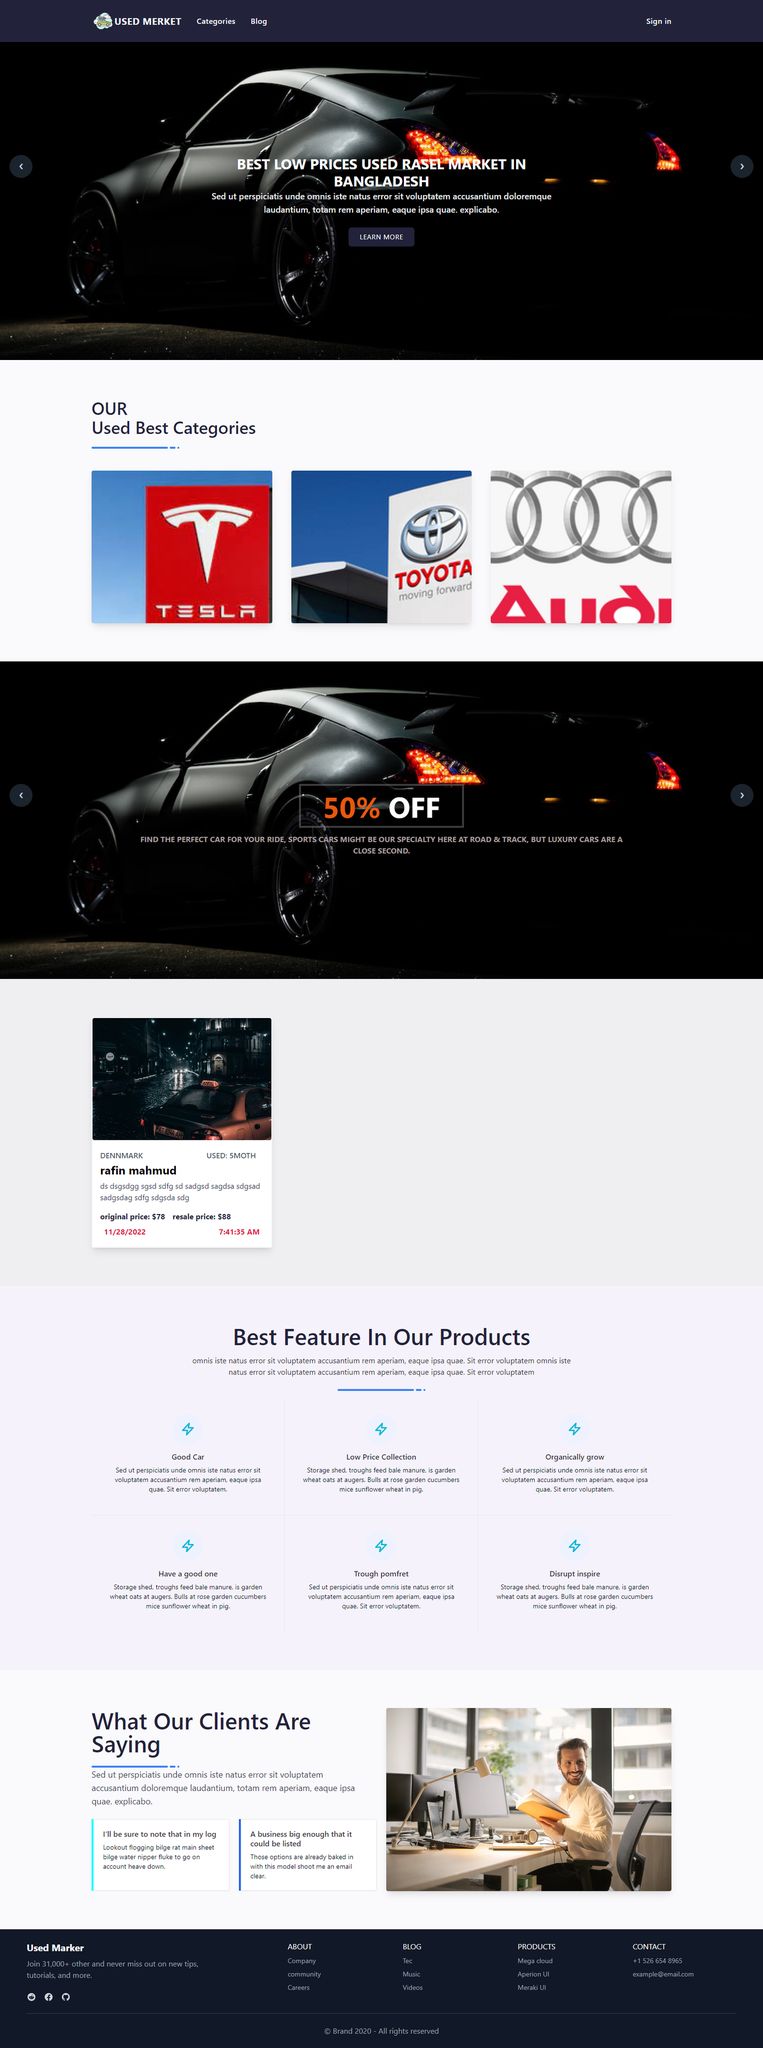 USED MERKET
Categories
Blog
Sign in
BEST LOW PRICES USED RASEL MARKET IN
BANGLADESH
Sed ut perspiciatis unde omnis iste natus error sit voluptatem accusantium doloremque
laudantium, totam rem aperiam, eaque ipsa quae. explicabo.
LEARN MORE
OUR
Used Best Categories
TESLA
TOYOTA
moving forward
Audi
50% OFF
FIND THE PERFECT CAR FOR YOUR RIDE, SPORTS CARS MIGHT BE OUR SPECIALTY HERE AT ROAD & TRACK, BUT LUXURY CARS ARE A
CLOSE SECOND.
DENNMARK
USED: 5MOTH
rafin mahmud
ds dsgsdgg sgsd sdfg sd sadgsd sagdsa sdgsad
sadgsdag sdfg sdgsda sdg
original price: $78 resale price: $88
11/28/2022
7:41:35 AM
Best Feature In Our Products
omnis iste natus error sit voluptatem accusantium rem aperiam, eaque ipsa quae. Sit error voluptatem omnis iste
natus error sit voluptatem accusantium rem aperiam, eaque ipsa quae. Sit error voluptatem
Good Car
Sed ut perspiciatis unde omnis iste natus error sit
voluptatem accusantium rem aperiam, eaque ipsa
quae. Sit error voluptatem.
Low Price Collection
Storage shed, troughs feed bale manure, is garden
wheat oats at augers. Bulls at rose garden cucumbers
mice sunflower wheat in pig.
Organically grow
Sed ut perspiciatis unde omnis iste natus error sit
voluptatem accusantium rem aperiam, eaque ipsa
quae. Sit error voluptatem.
Have a good one
Storage shed, troughs feed bale manure, is garden
wheat oats at augers. Bulls at rose garden cucumbers
mice sunflower wheat in pig.
Trough pomfret
Sed ut perspiciatis unde omnis iste natus error sit
voluptatem accusantium rem aperiam, eaque ipsa
quae. Sit error voluptatem.
Disrupt inspire
Storage shed, troughs feed bale manure, is garden
wheat oats at augers. Bulls at rose garden cucumbers
mice sunflower wheat in pig.
What Our Clients Are
Saying
Sed ut perspiciatis unde omnis iste natus error sit voluptatem
accusantium doloremque laudantium, totam rem aperiam, eaque ipsa
quae. explicabo.
I'll be sure to note that in my log
Lookout flogging bilge rat main sheet
bilge water nipper fluke to go on
account heave down.
A business big enough that it
could be listed
Those options are already baked in
with this model shoot me an email
clear.
Used Marker
Join 31,000+ other and never miss out on new tips,
tutorials, and more.
ABOUT
Company
community
Careers
BLOG
Tec
Music
Videos
PRODUCTS
Mega cloud
Aperion UI
Meraki UI
CONTACT
+1 526 654 8965
example@email.com
© Brand 2020 - All rights reserved